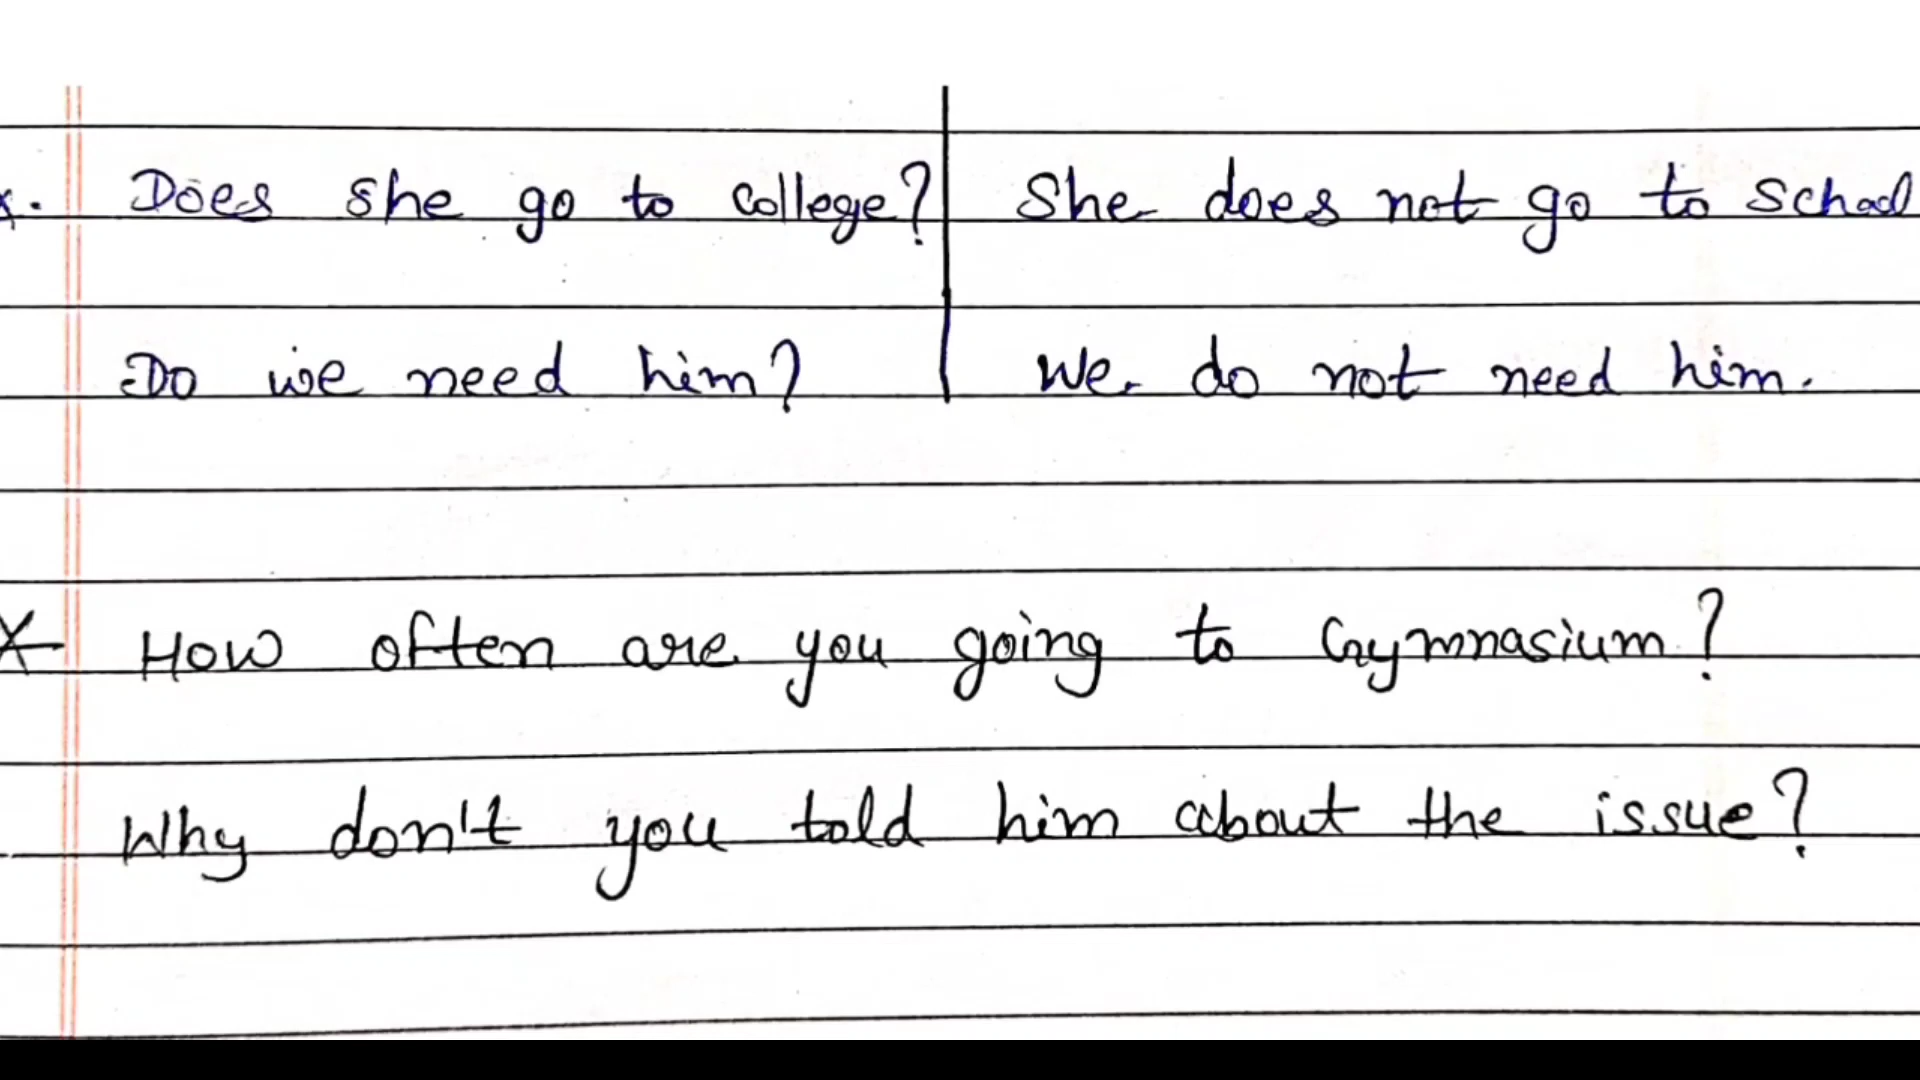 x. Does she go to college? She does not go to school
Do we need him? We do not need him.
How often are you going to Gymnasium?
Why don't you told him about the issue?